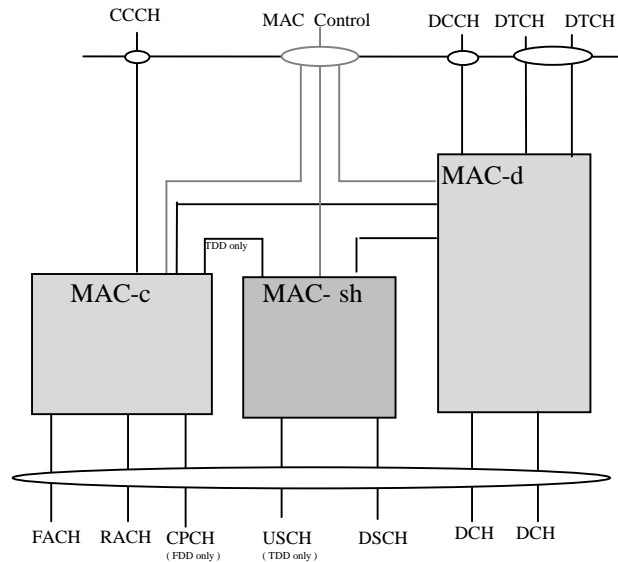 CCCH MAC Control DCCH DTCH DTCH
MAC-d
TDD only
MAC-c MAC- sh
FACH RACH CPCH USCH DSCH DCH DCH
( FDD only ) ( TDD only )